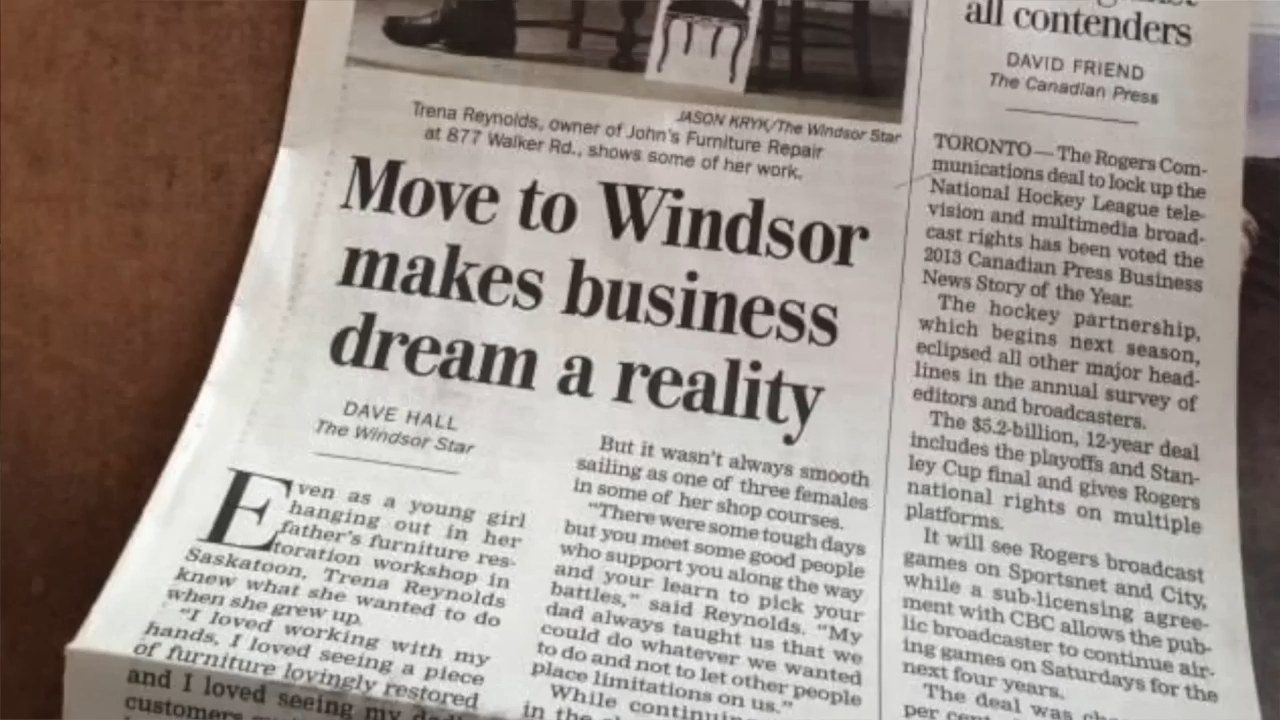 JASON KRYK/The Windsor Star
Trena Reynolds, owner of John's Furniture Repair
at 877 Walker Rd., shows some of her work.
Move to Windsor
makes business
dream a reality
DAVE HALL
The Windsor Star
Even as a young girl
hanging out in her
father's furniture res-
toration workshop in
Saskatoon, Trena Reynolds
knew what she wanted to do
when she grew up.
"I loved working with my
hands, I loved seeing a piece
of furniture lovingly restored
and I loved seeing my
customers
But it wasn't always smooth
sailing as one of three females
in some of her shop courses.
"There were some tough days
but you meet some good people
who support you along the way
and your learn to pick your
battles," said Reynolds. "My
dad always taught us that we
could do whatever we wanted
to do and not to let other people
place limitations on us."
While continuing
in the
all contenders
DAVID FRIEND
The Canadian Press
TORONTO — The Rogers Com-
munications deal to lock up the
National Hockey League tele-
vision and multimedia broad-
cast rights has been voted the
2013 Canadian Press Business
News Story of the Year.
The hockey partnership,
which begins next season,
eclipsed all other major head-
lines in the annual survey of
editors and broadcasters.
The $5.2-billion, 12-year deal
includes the playoffs and Stan-
ley Cup final and gives Rogers
national rights on multiple
platforms.
It will see Rogers broadcast
games on Sportsnet and City,
while a sub-licensing agree-
ment with CBC allows the pub-
lic broadcaster to continue air-
ing games on Saturdays for the
next four years.
The deal was
per cent